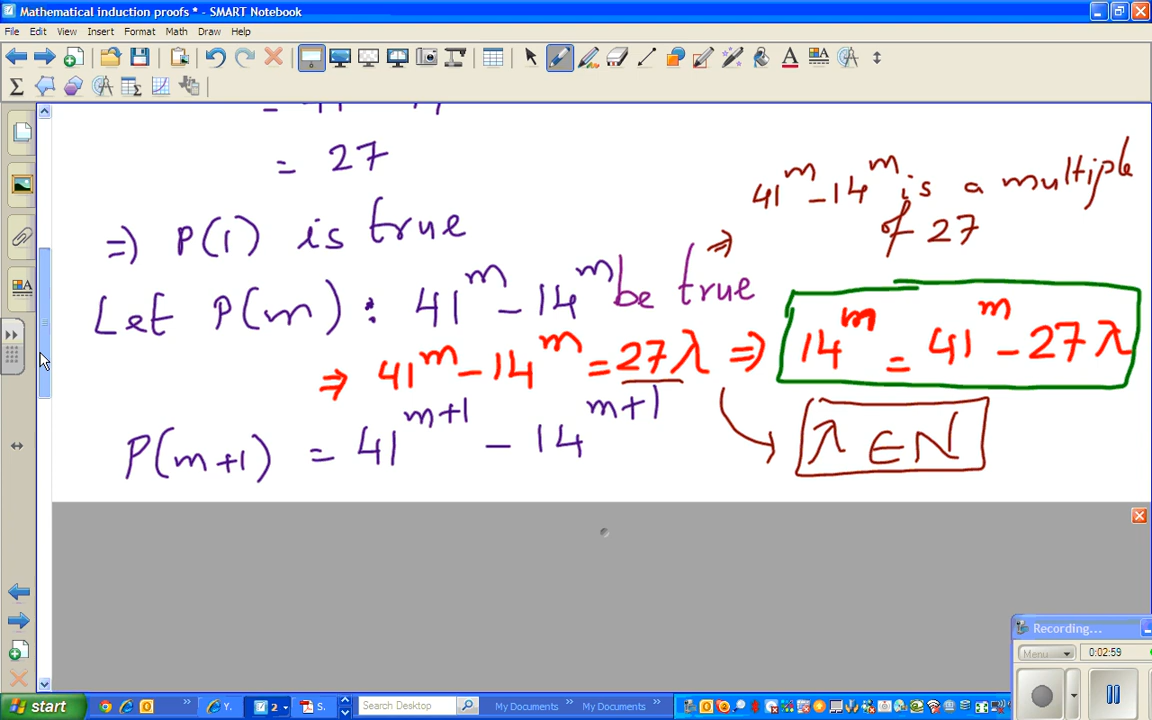 Mathematical induction proofs * - SMART Notebook
File Edit View Insert Format Math Draw Help
= 27
⇒ P(1) is true
41^m - 14^m is a multiple
of 27
⇒
Let P(m) : 41^m - 14^m be true
⇒ 41^m - 14^m = 27λ ⇒ 14^m = 41^m - 27λ
λ ∈ N
P(m+1) = 41^(m+1) - 14^(m+1)
Recording...
Menu 0:02:59
start Y. 2 S. Search Desktop My Documents My Documents